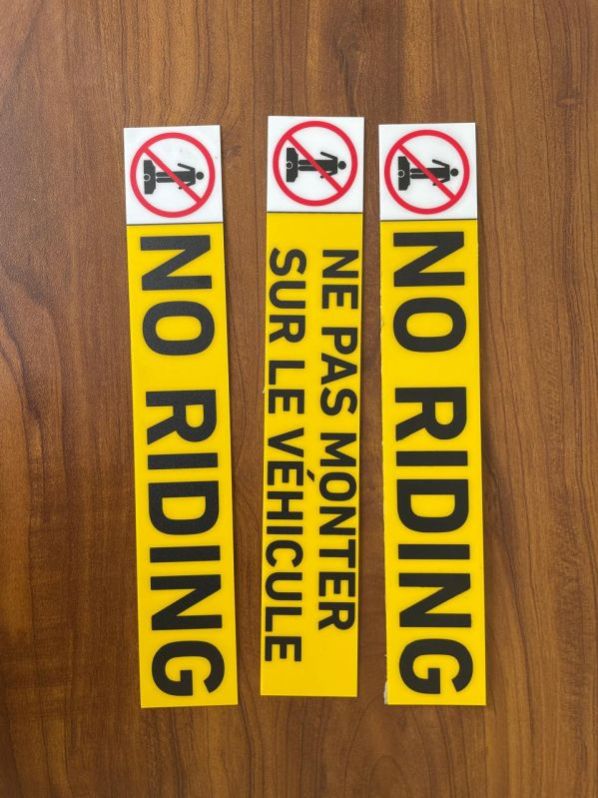 NO RIDING
NE PAS MONTER
SUR LE VÉHICULE
NO RIDING